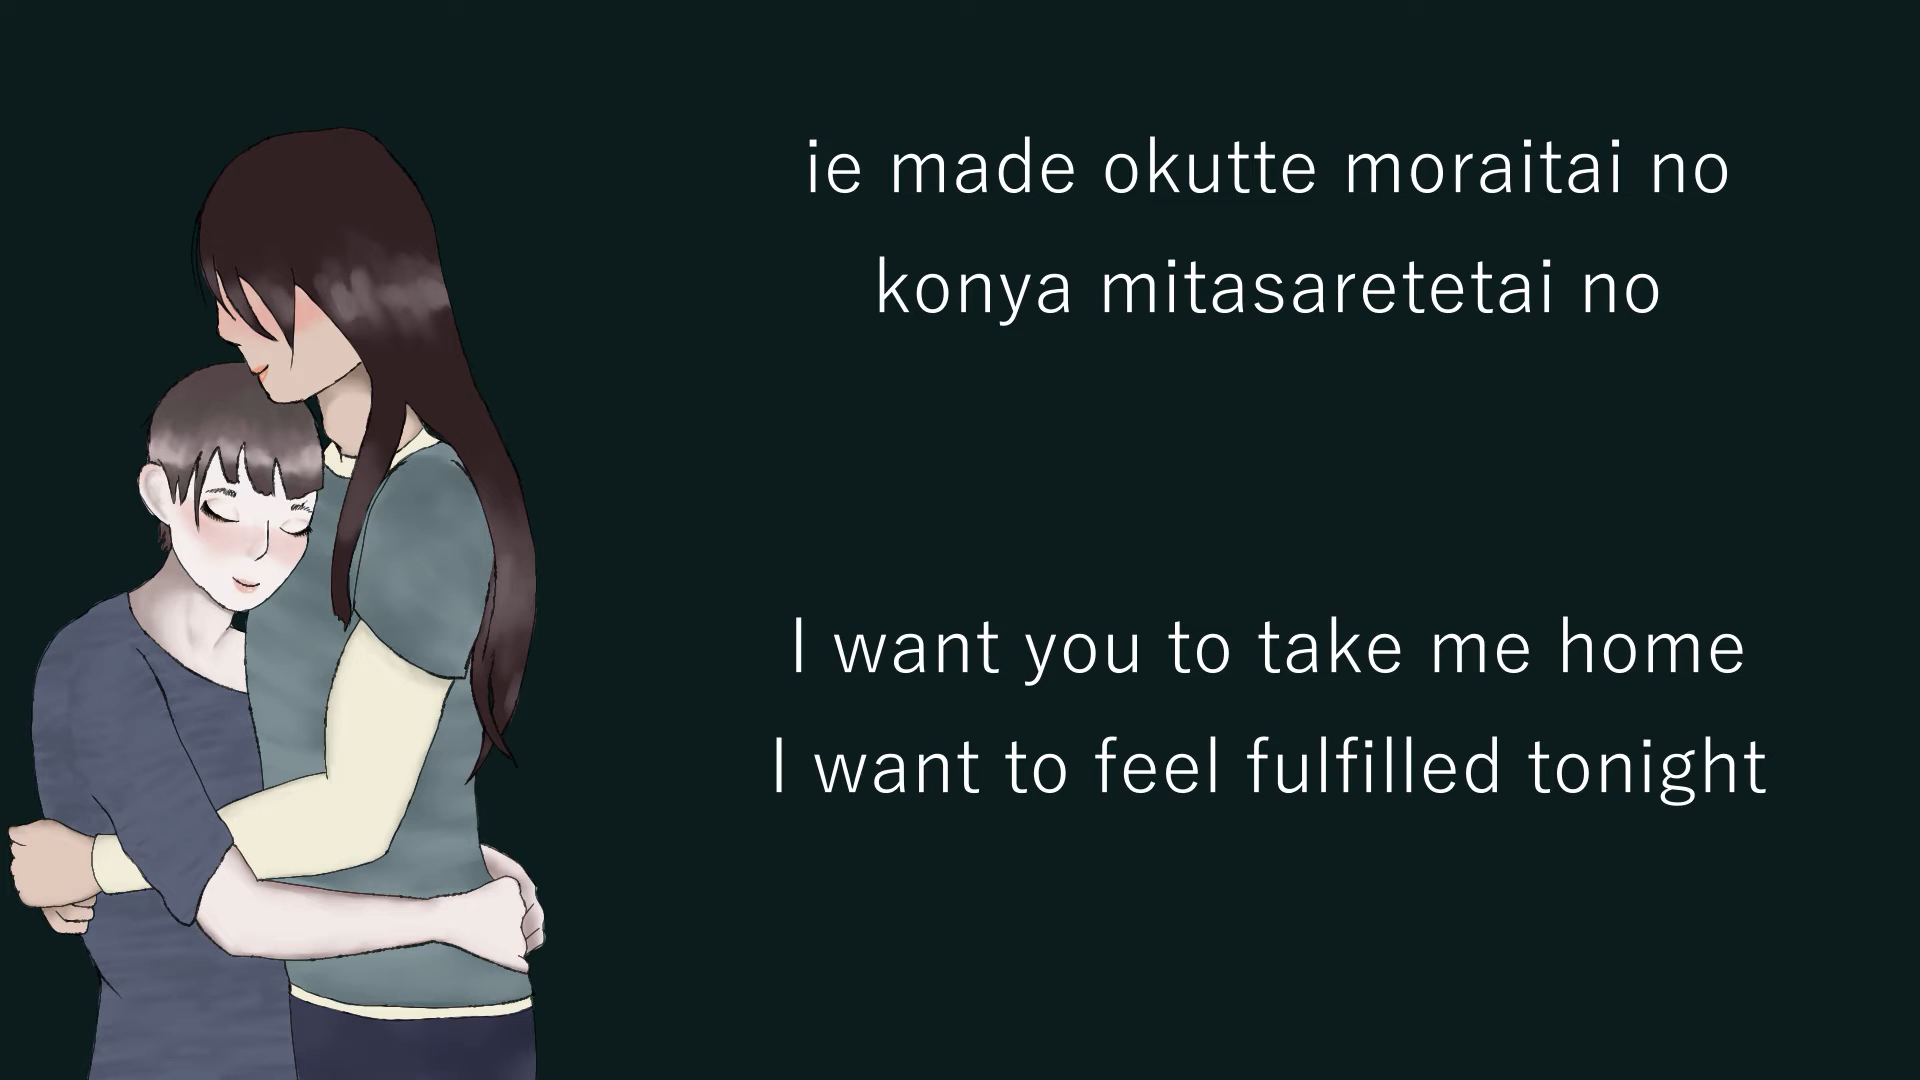 ie made okutte moraitai no
konya mitasaretetai no
I want you to take me home
I want to feel fulfilled tonight